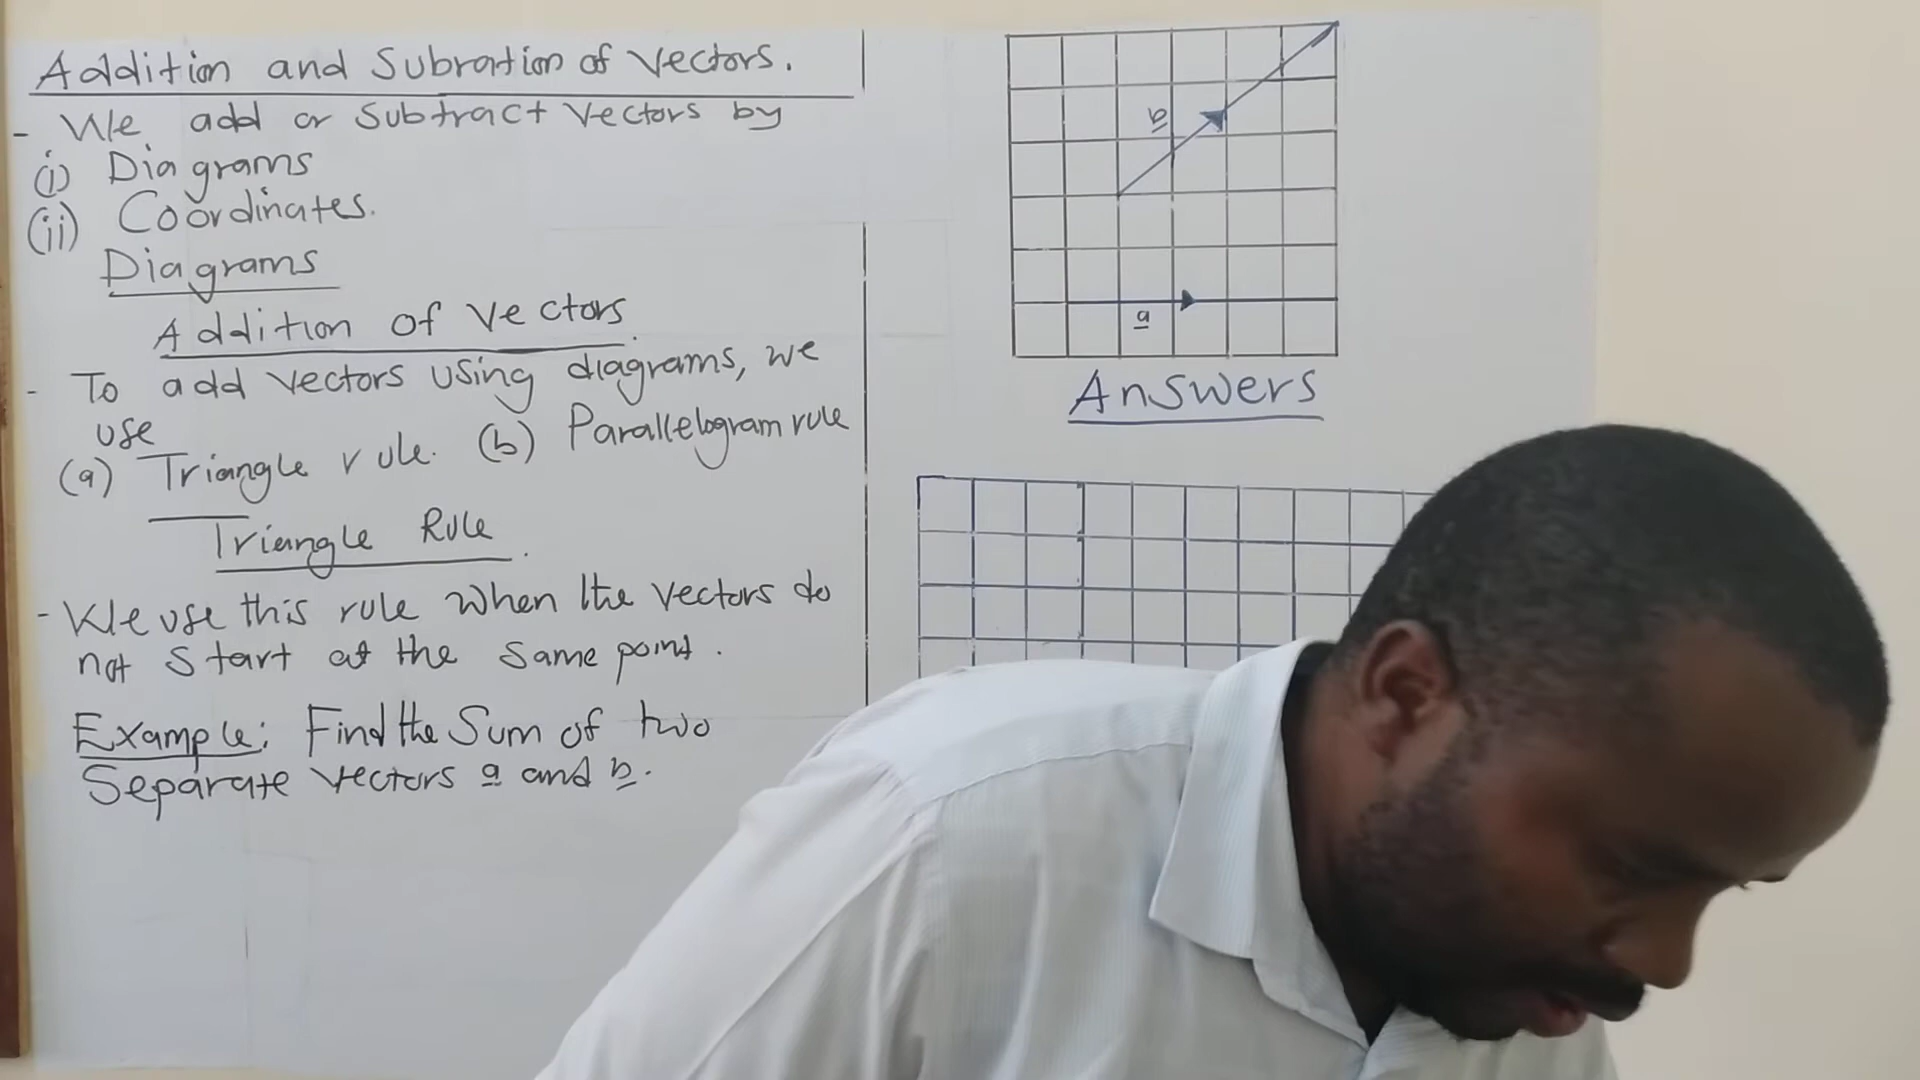 Addition and Subration of Vectors.
- We add or subtract vectors by
(i) Diagrams
(ii) Coordinates.
Diagrams
Addition of vectors.
- To add vectors using diagrams, we
use
(a) Triangle rule. (b) Parallelogram rule
Triangle Rule.
- We use this rule when the vectors do
not start at the same point.
Example: Find the Sum of two
Separate vectors a and b.
b
a
Answers